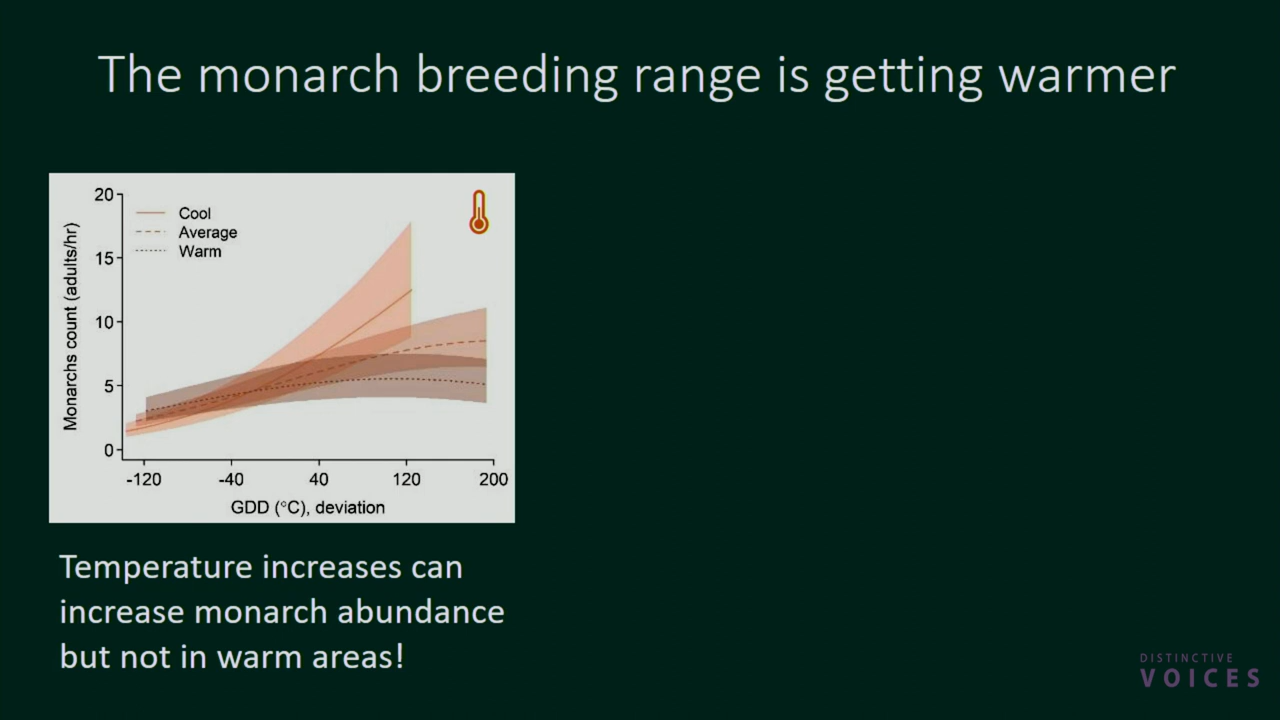 The monarch breeding range is getting warmer
20
15
10
5
0
Monarchs count (adults/hr)
Cool
Average
Warm
-120
-40
40
120
200
GDD (°C), deviation
Temperature increases can
increase monarch abundance
but not in warm areas!
DISTINCTIVE
VOICES